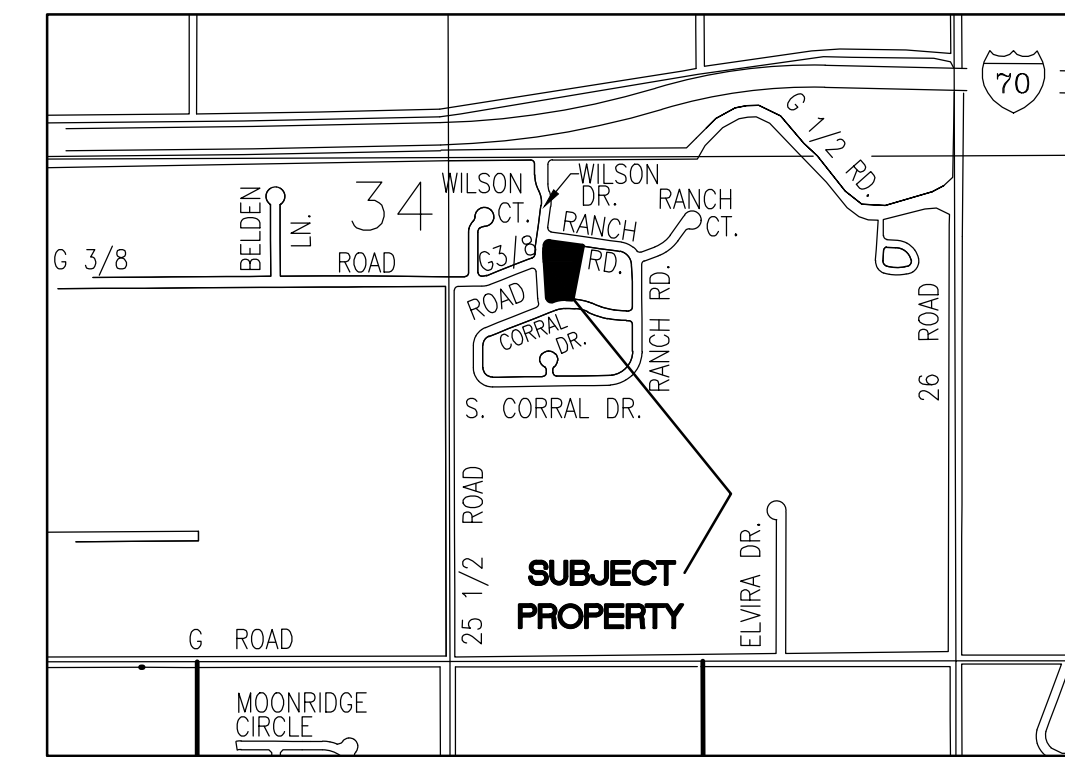 70
G 1/2 RD.
WILSON
DR.
WILSON
CT.
RANCH
CT.
34
BELDEN
LN.
RANCH
RD.
G 3/8
ROAD
G3/8
ROAD
CORRAL
DR.
RANCH RD.
26 ROAD
S. CORRAL DR.
25 1/2 ROAD
SUBJECT
PROPERTY
ELVIRA DR.
G ROAD
MOONRIDGE
CIRCLE